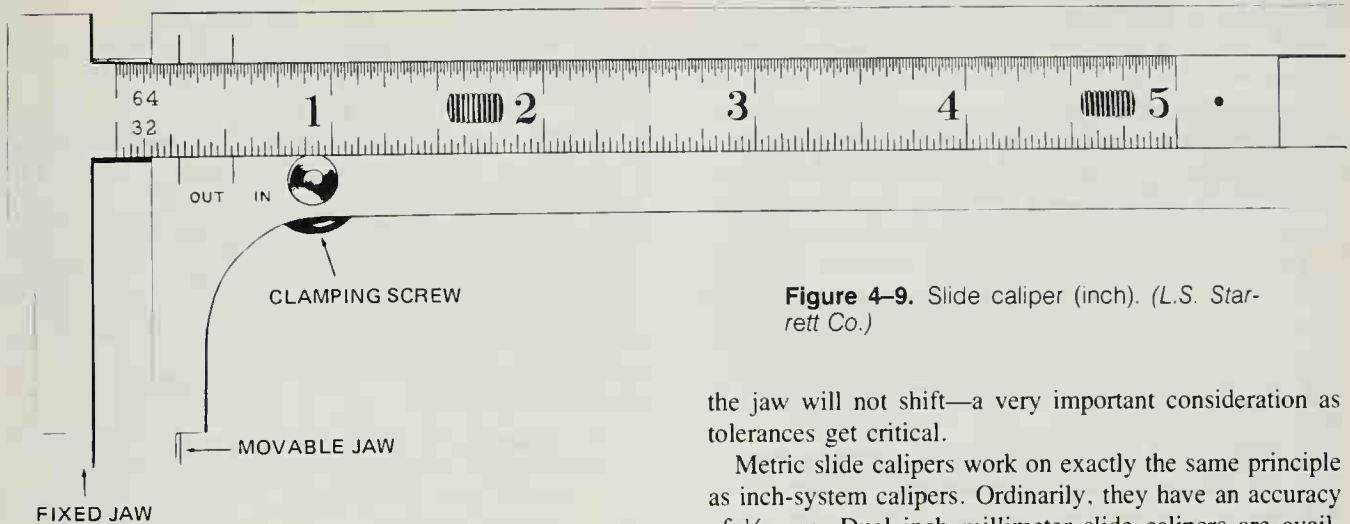 64
32
1 2 3 4 5
OUT IN
CLAMPING SCREW
MOVABLE JAW
FIXED JAW
Figure 4–9. Slide caliper (inch). (L.S. Star-
rett Co.)
the jaw will not shift—a very important consideration as
tolerances get critical.
Metric slide calipers work on exactly the same principle
as inch-system calipers. Ordinarily, they have an accuracy